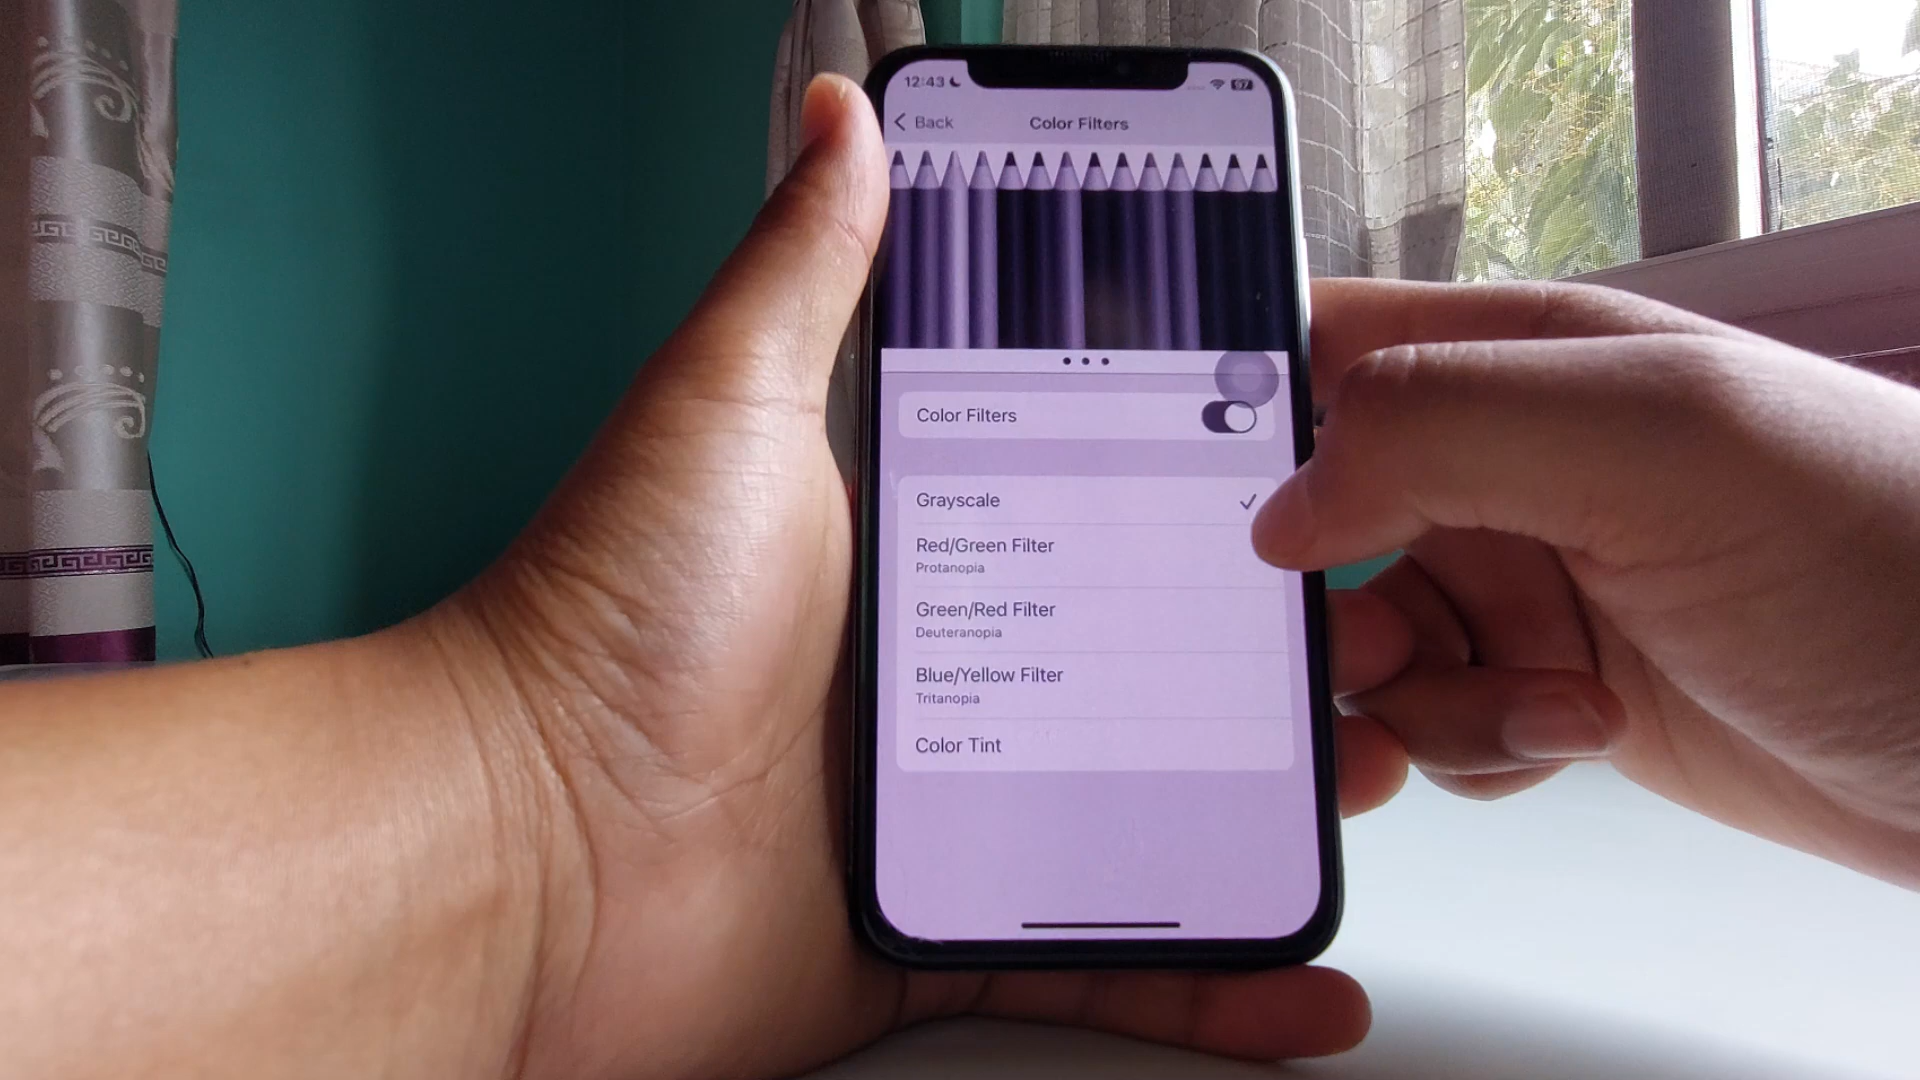 12:43
97
Back
Color Filters
Color Filters
Grayscale
Red/Green Filter
Protanopia
Green/Red Filter
Deuteranopia
Blue/Yellow Filter
Tritanopia
Color Tint